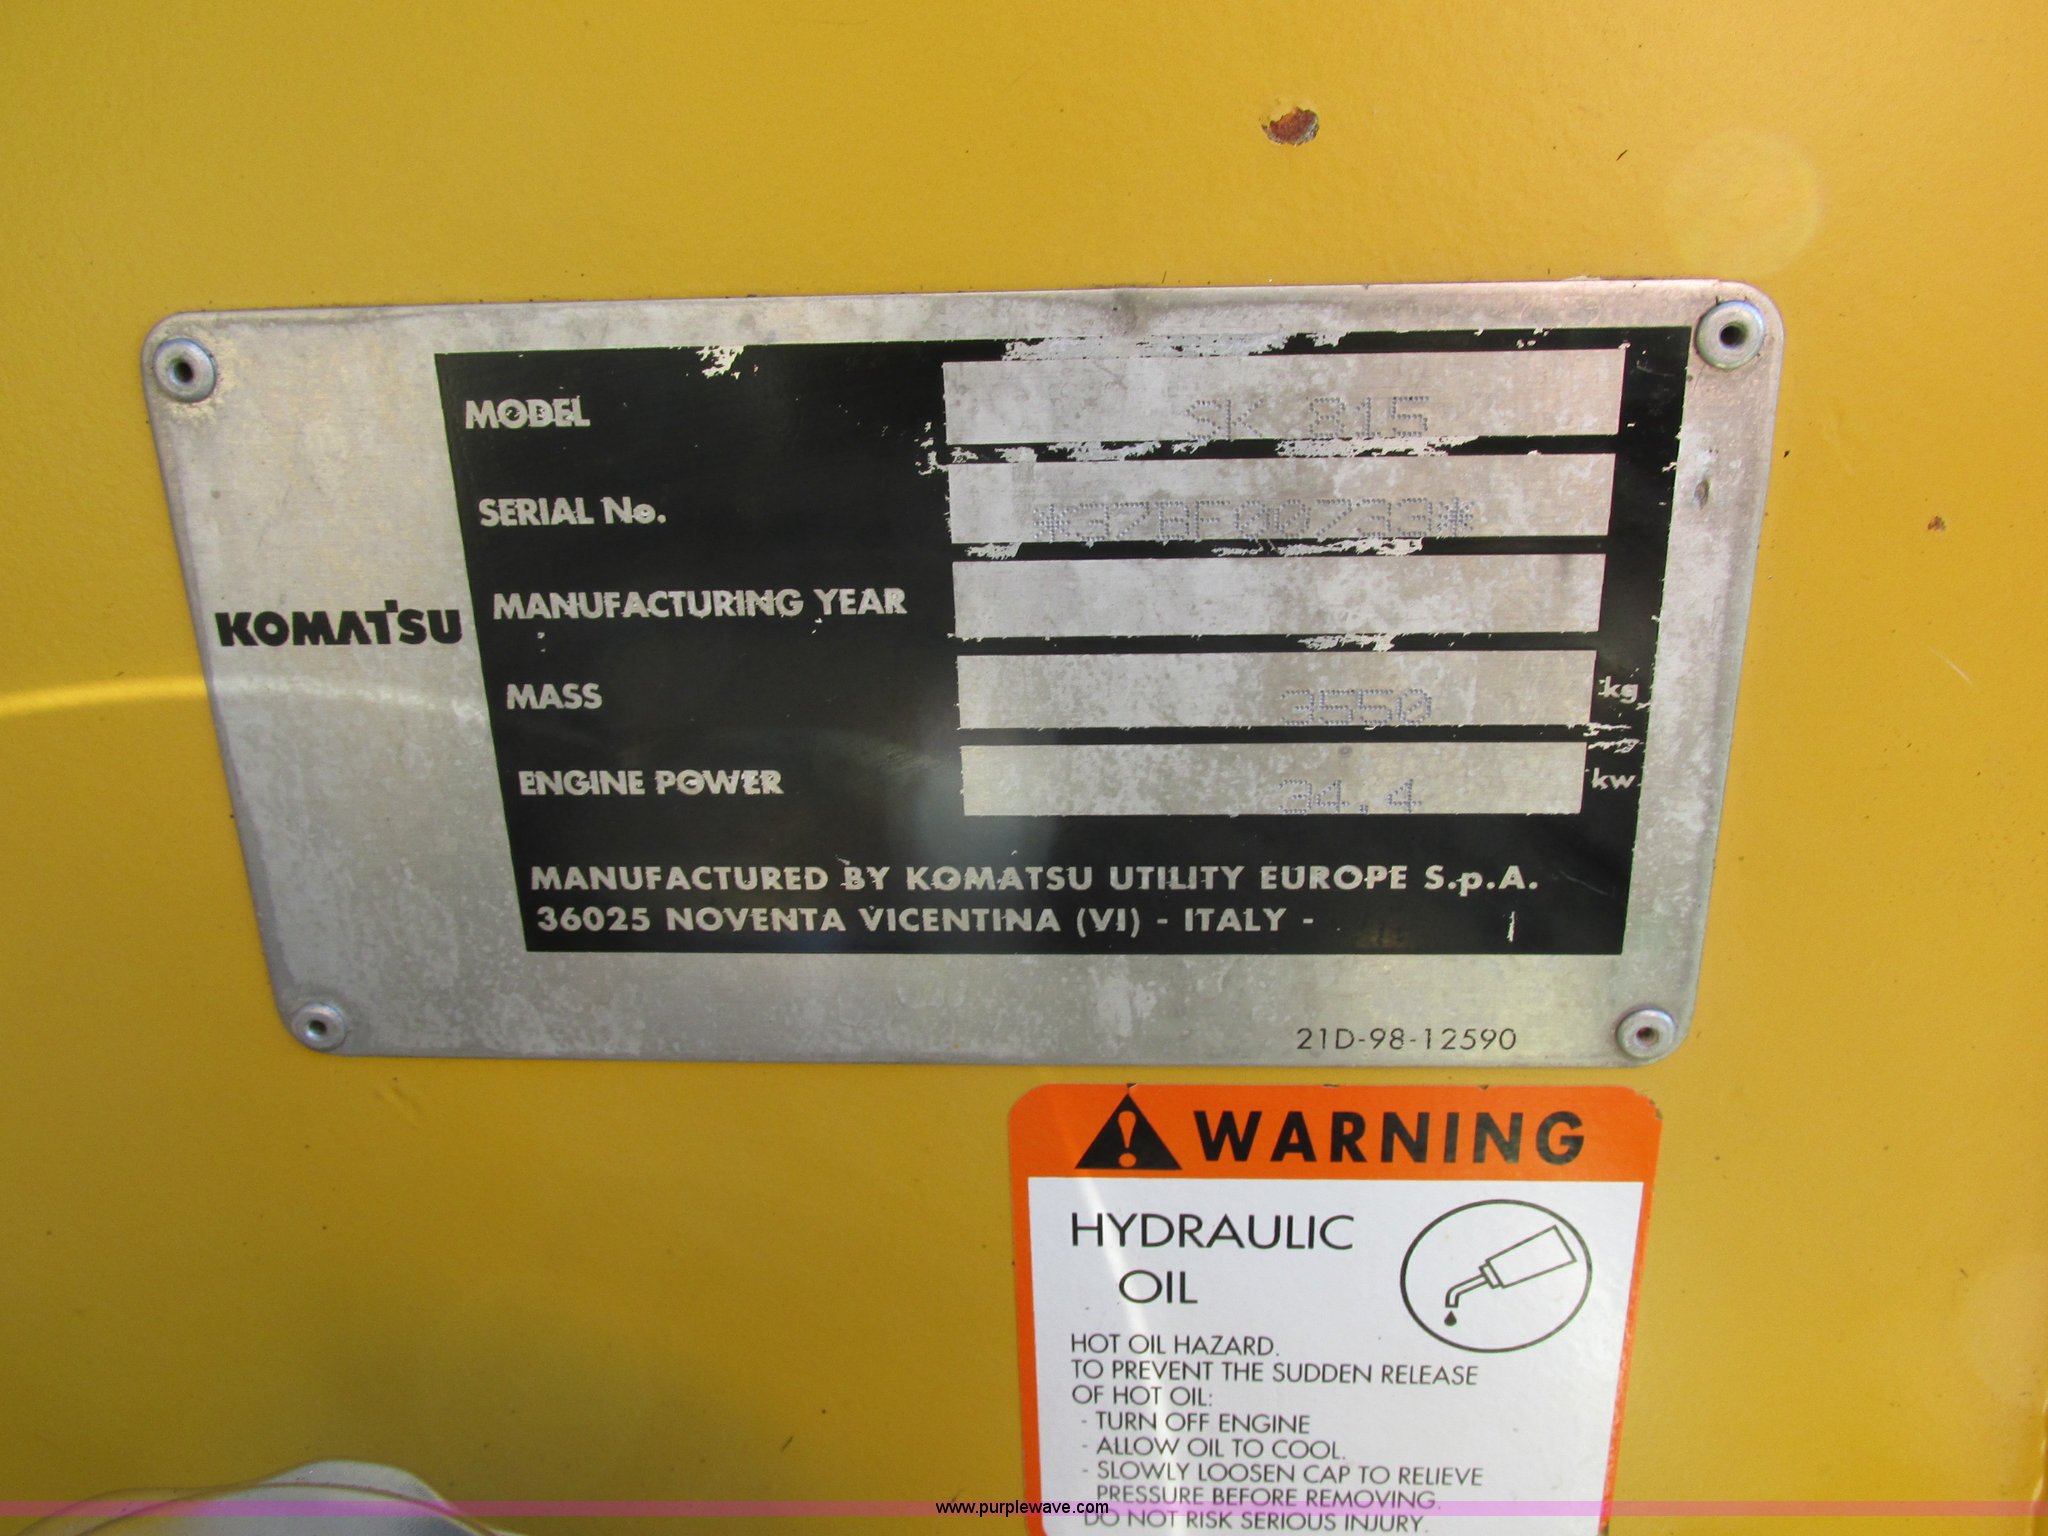 KOMATSU
MODEL SK 815
SERIAL No. *37BF00733*
MANUFACTURING YEAR
MASS 3550 kg
ENGINE POWER 34.4 kw
MANUFACTURED BY KOMATSU UTILITY EUROPE S.p.A.
36025 NOVENTA VICENTINA (VI) - ITALY -
21D-98-12590
WARNING
HYDRAULIC
OIL
HOT OIL HAZARD.
TO PREVENT THE SUDDEN RELEASE
OF HOT OIL:
- TURN OFF ENGINE
- ALLOW OIL TO COOL.
- SLOWLY LOOSEN CAP TO RELIEVE
PRESSURE BEFORE REMOVING.
DO NOT RISK SERIOUS INJURY.
www.purplewave.com